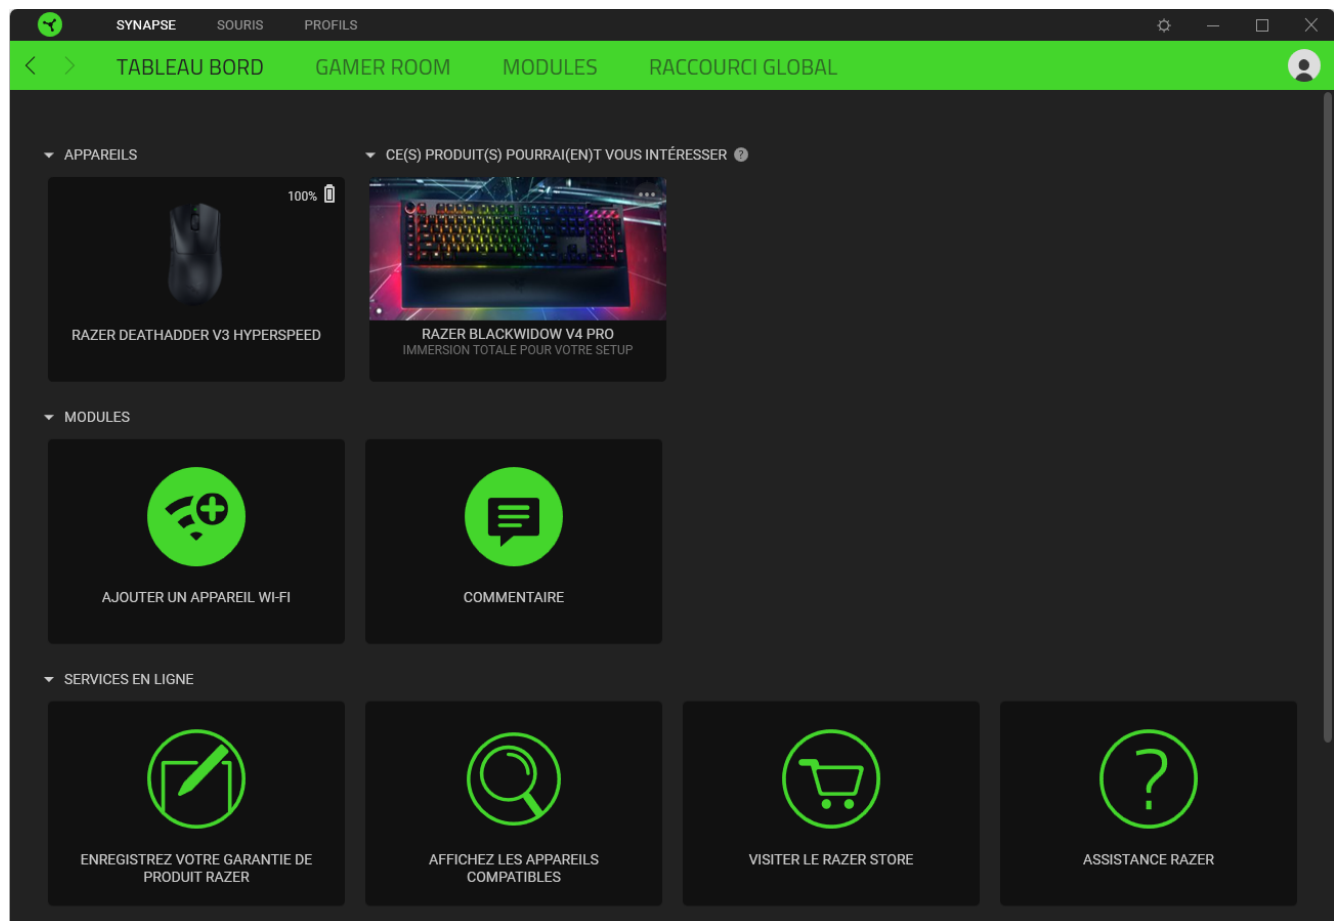 SYNAPSE SOURIS PROFILS
TABLEAU BORD GAMER ROOM MODULES RACCOURCI GLOBAL
APPAREILS
CE(S) PRODUIT(S) POURRAI(EN)T VOUS INTÉRESSER ?
100%
RAZER DEATHADDER V3 HYPERSPEED
RAZER BLACKWIDOW V4 PRO
IMMERSION TOTALE POUR VOTRE SETUP
MODULES
AJOUTER UN APPAREIL WI-FI
COMMENTAIRE
SERVICES EN LIGNE
ENREGISTREZ VOTRE GARANTIE DE
PRODUIT RAZER
AFFICHEZ LES APPAREILS
COMPATIBLES
VISITER LE RAZER STORE
ASSISTANCE RAZER